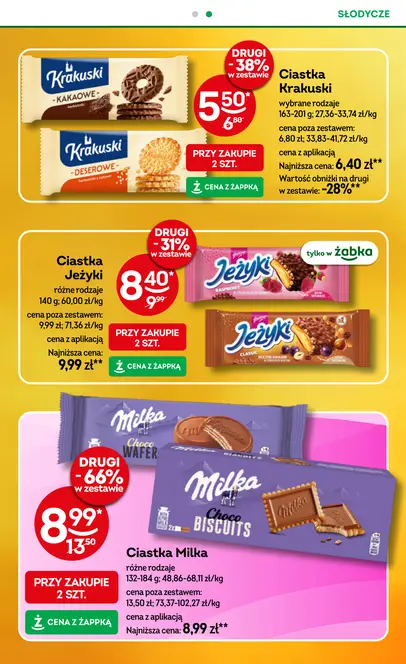 SŁODYCZE
Krakuski
KAKAOWE
Krakuski
DESEROWE
DRUGI
-38%
w zestawie
5,50*
6,80
PRZY ZAKUPIE
2 SZT.
CENA Z ŻAPPKĄ
Ciastka
Krakuski
wybrane rodzaje
163-201 g; 27,36-33,74 zł/kg
cena poza zestawem:
6,80 zł; 33,83-41,72 zł/kg
cena z aplikacją
Najniższa cena: 6,40 zł**
Wartość obniżki na drugi
w zestawie: -28%**
Ciastka
Jeżyki
różne rodzaje
140 g; 60,00 zł/kg
cena poza zestawem:
9,99 zł; 71,36 zł/kg
cena z aplikacją
Najniższa cena:
9,99 zł**
DRUGI
-31%
w zestawie
8,40*
9,99
PRZY ZAKUPIE
2 SZT.
CENA Z ŻAPPKĄ
tylko w żabka
Jeżyki
RASPBERRY
Jeżyki
CLASSIC
Milka
Choco
WAFER
Milka
Choco
BISCUITS
DRUGI
-66%
w zestawie
8,99*
13,50
PRZY ZAKUPIE
2 SZT.
CENA Z ŻAPPKĄ
Ciastka Milka
różne rodzaje
132-184 g; 48,86-68,11 zł/kg
cena poza zestawem:
13,50 zł; 73,37-102,27 zł/kg
cena z aplikacją
Najniższa cena: 8,99 zł**